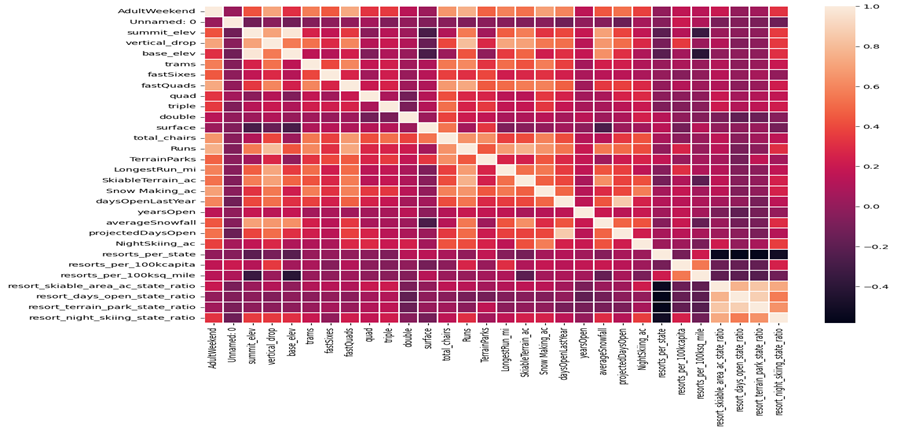 AdultWeekend
Unnamed: 0
summit_elev
vertical_drop
base_elev
trams
fastSixes
fastQuads
quad
triple
double
surface
total_chairs
Runs
TerrainParks
LongestRun_mi
SkiableTerrain_ac
Snow Making_ac
daysOpenLastYear
yearsOpen
averageSnowfall
projectedDaysOpen
NightSkiing_ac
resorts_per_state
resorts_per_100kcapita
resorts_per_100ksq_mile
resort_skiable_area_ac_state_ratio
resort_days_open_state_ratio
resort_terrain_park_state_ratio
resort_night_skiing_state_ratio
AdultWeekend
Unnamed: 0
summit_elev
vertical_drop
base_elev
trams
fastSixes
fastQuads
quad
triple
double
surface
total_chairs
Runs
TerrainParks
LongestRun_mi
SkiableTerrain_ac
Snow Making_ac
daysOpenLastYear
yearsOpen
averageSnowfall
projectedDaysOpen
NightSkiing_ac
resorts_per_state
resorts_per_100kcapita
resorts_per_100ksq_mile
resort_skiable_area_ac_state_ratio
resort_days_open_state_ratio
resort_terrain_park_state_ratio
resort_night_skiing_state_ratio
1.0
0.8
0.6
0.4
0.2
0.0
−0.2
−0.4